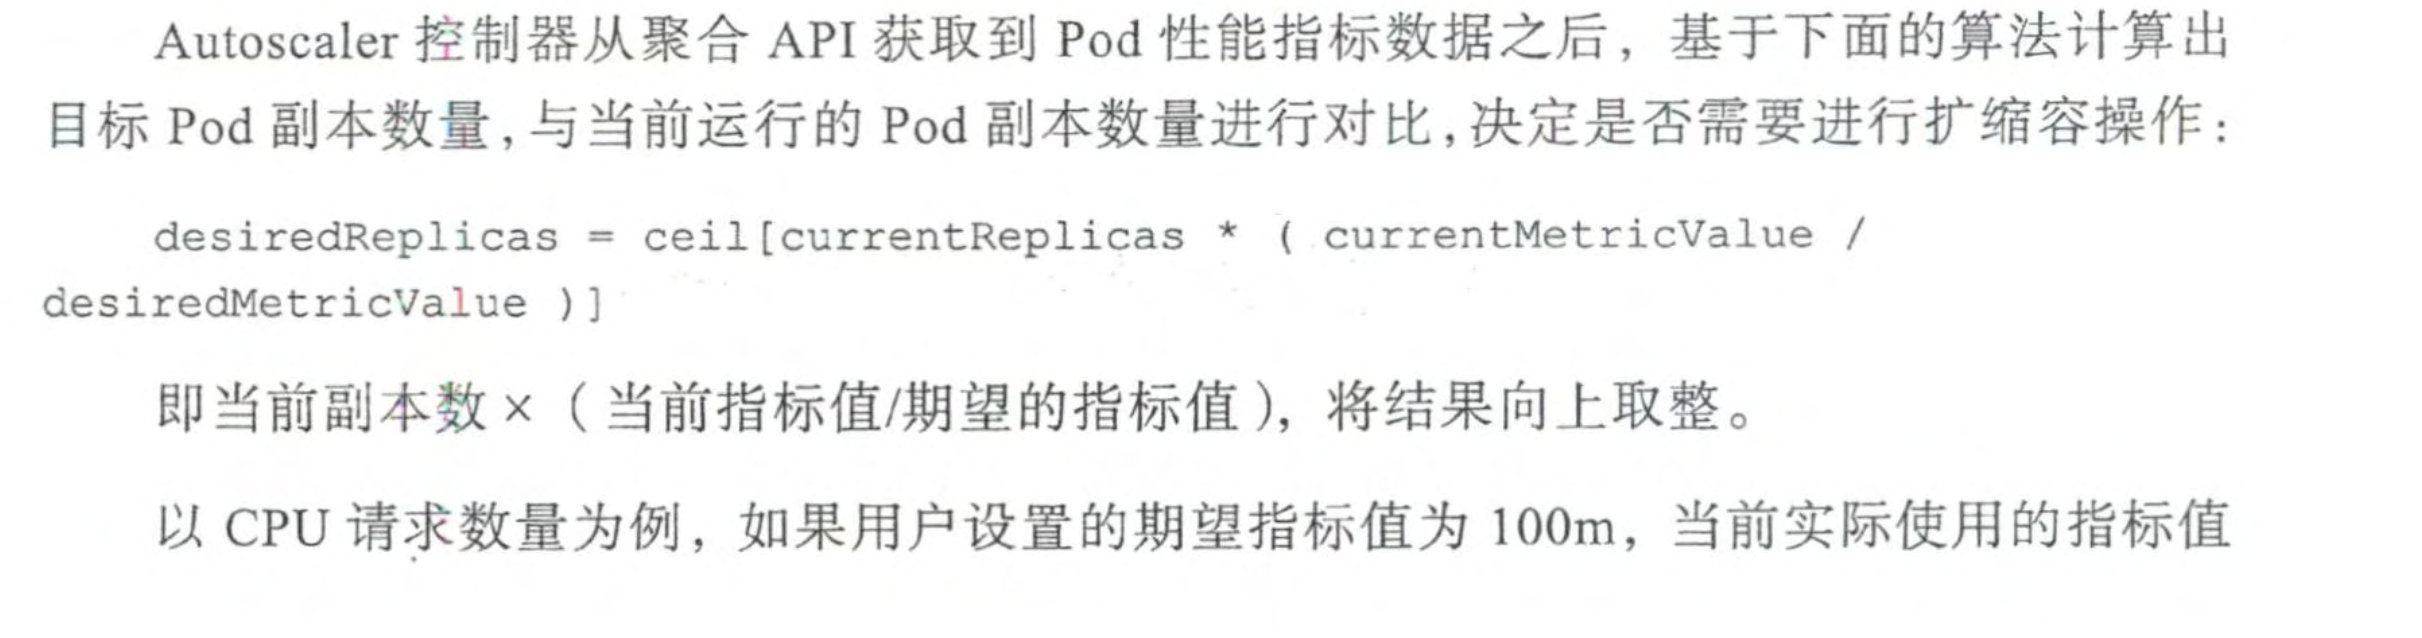 Autoscaler 控制器从聚合 API 获取到 Pod 性能指标数据之后，基于下面的算法计算出
目标 Pod 副本数量,与当前运行的 Pod 副本数量进行对比,决定是否需要进行扩缩容操作：
desiredReplicas = ceil[currentReplicas * ( currentMetricValue /
desiredMetricValue )]
即当前副本数×（当前指标值/期望的指标值），将结果向上取整。
以 CPU 请求数量为例，如果用户设置的期望指标值为 100m，当前实际使用的指标值